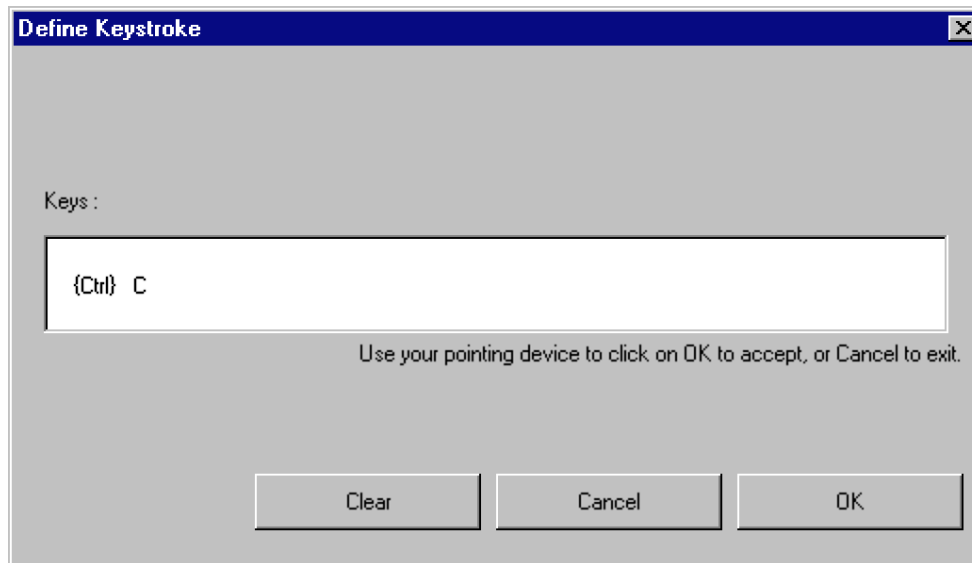 Define Keystroke
Keys :
{Ctrl} C
Use your pointing device to click on OK to accept, or Cancel to exit.
Clear Cancel OK